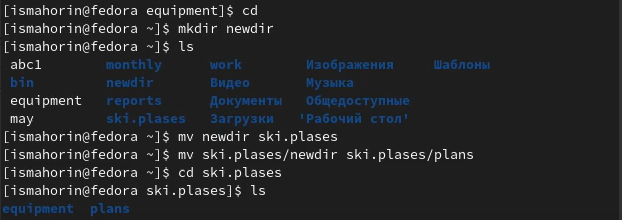 [ismahorin@fedora equipment]$ cd
[ismahorin@fedora ~]$ mkdir newdir
[ismahorin@fedora ~]$ ls
abc1 monthly work Изображения Шаблоны
bin newdir Видео Музыка
equipment reports Документы Общедоступные
may ski.plases Загрузки 'Рабочий стол'
[ismahorin@fedora ~]$ mv newdir ski.plases
[ismahorin@fedora ~]$ mv ski.plases/newdir ski.plases/plans
[ismahorin@fedora ~]$ cd ski.plases
[ismahorin@fedora ski.plases]$ ls
equipment plans